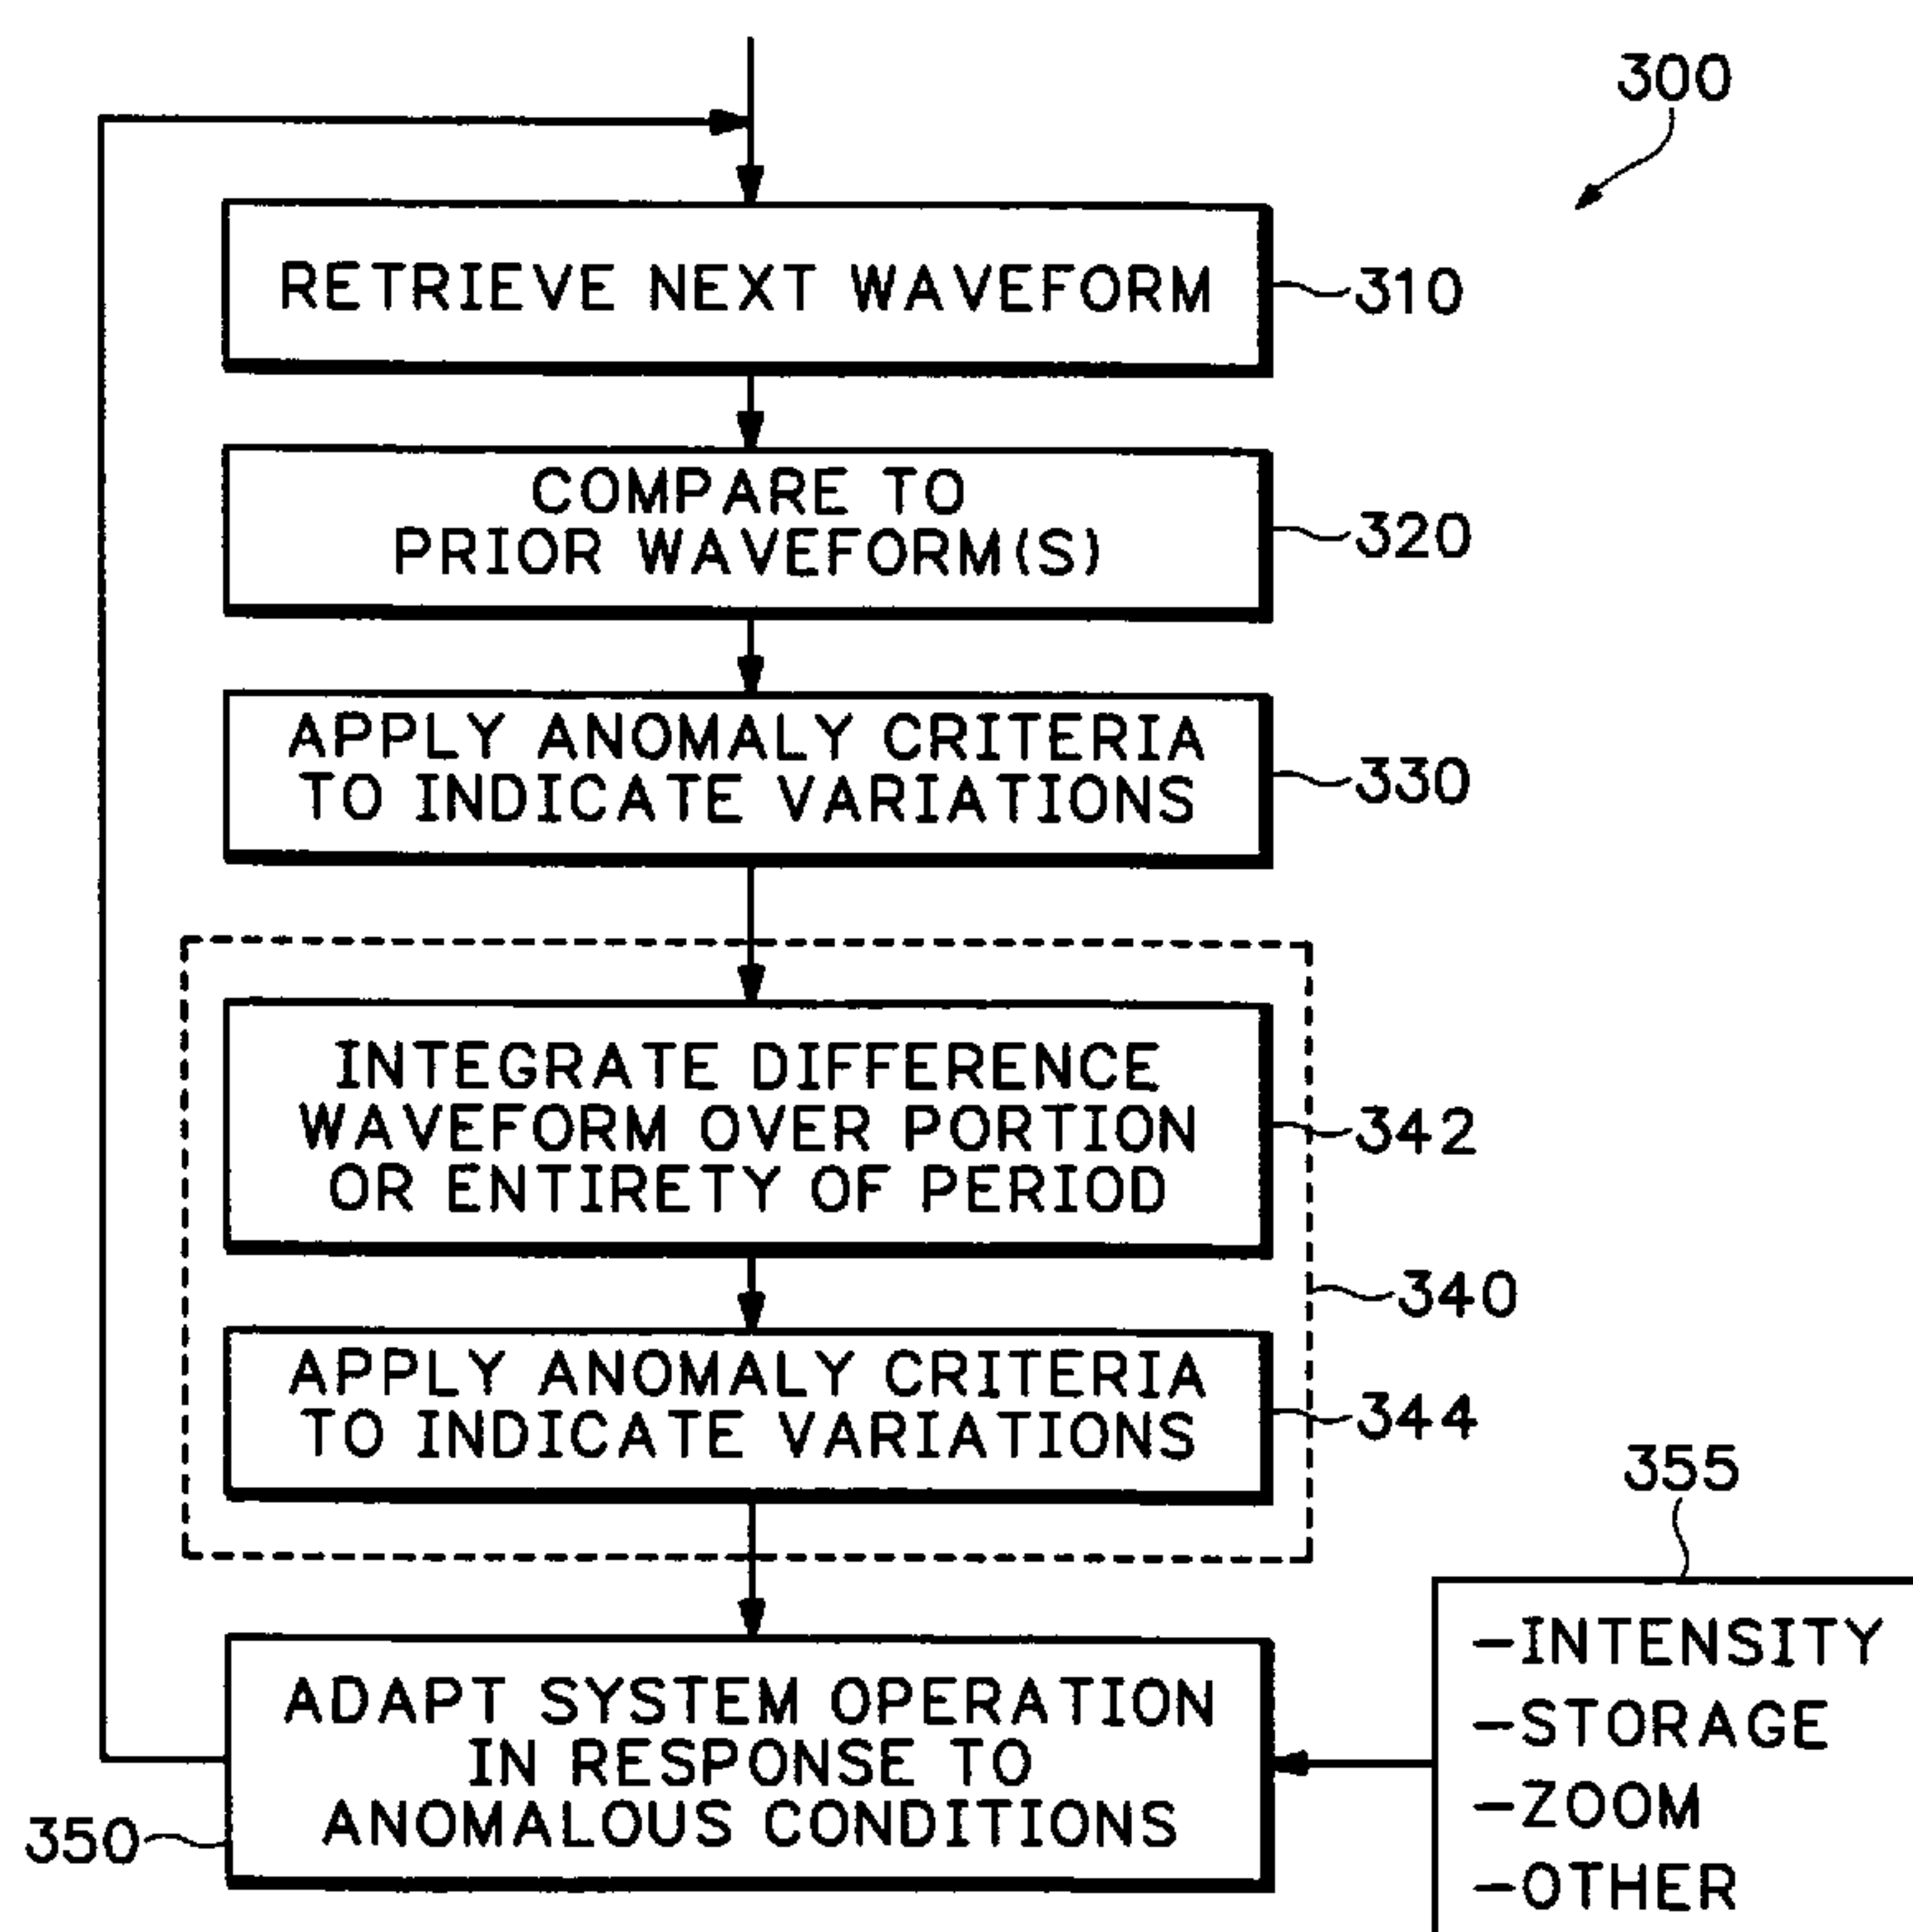 300
RETRIEVE NEXT WAVEFORM
310
COMPARE TO
PRIOR WAVEFORM(S)
320
APPLY ANOMALY CRITERIA
TO INDICATE VARIATIONS
330
INTEGRATE DIFFERENCE
WAVEFORM OVER PORTION
OR ENTIRETY OF PERIOD
342
340
APPLY ANOMALY CRITERIA
TO INDICATE VARIATIONS
344
355
-INTENSITY
-STORAGE
-ZOOM
-OTHER
ADAPT SYSTEM OPERATION
IN RESPONSE TO
ANOMALOUS CONDITIONS
350